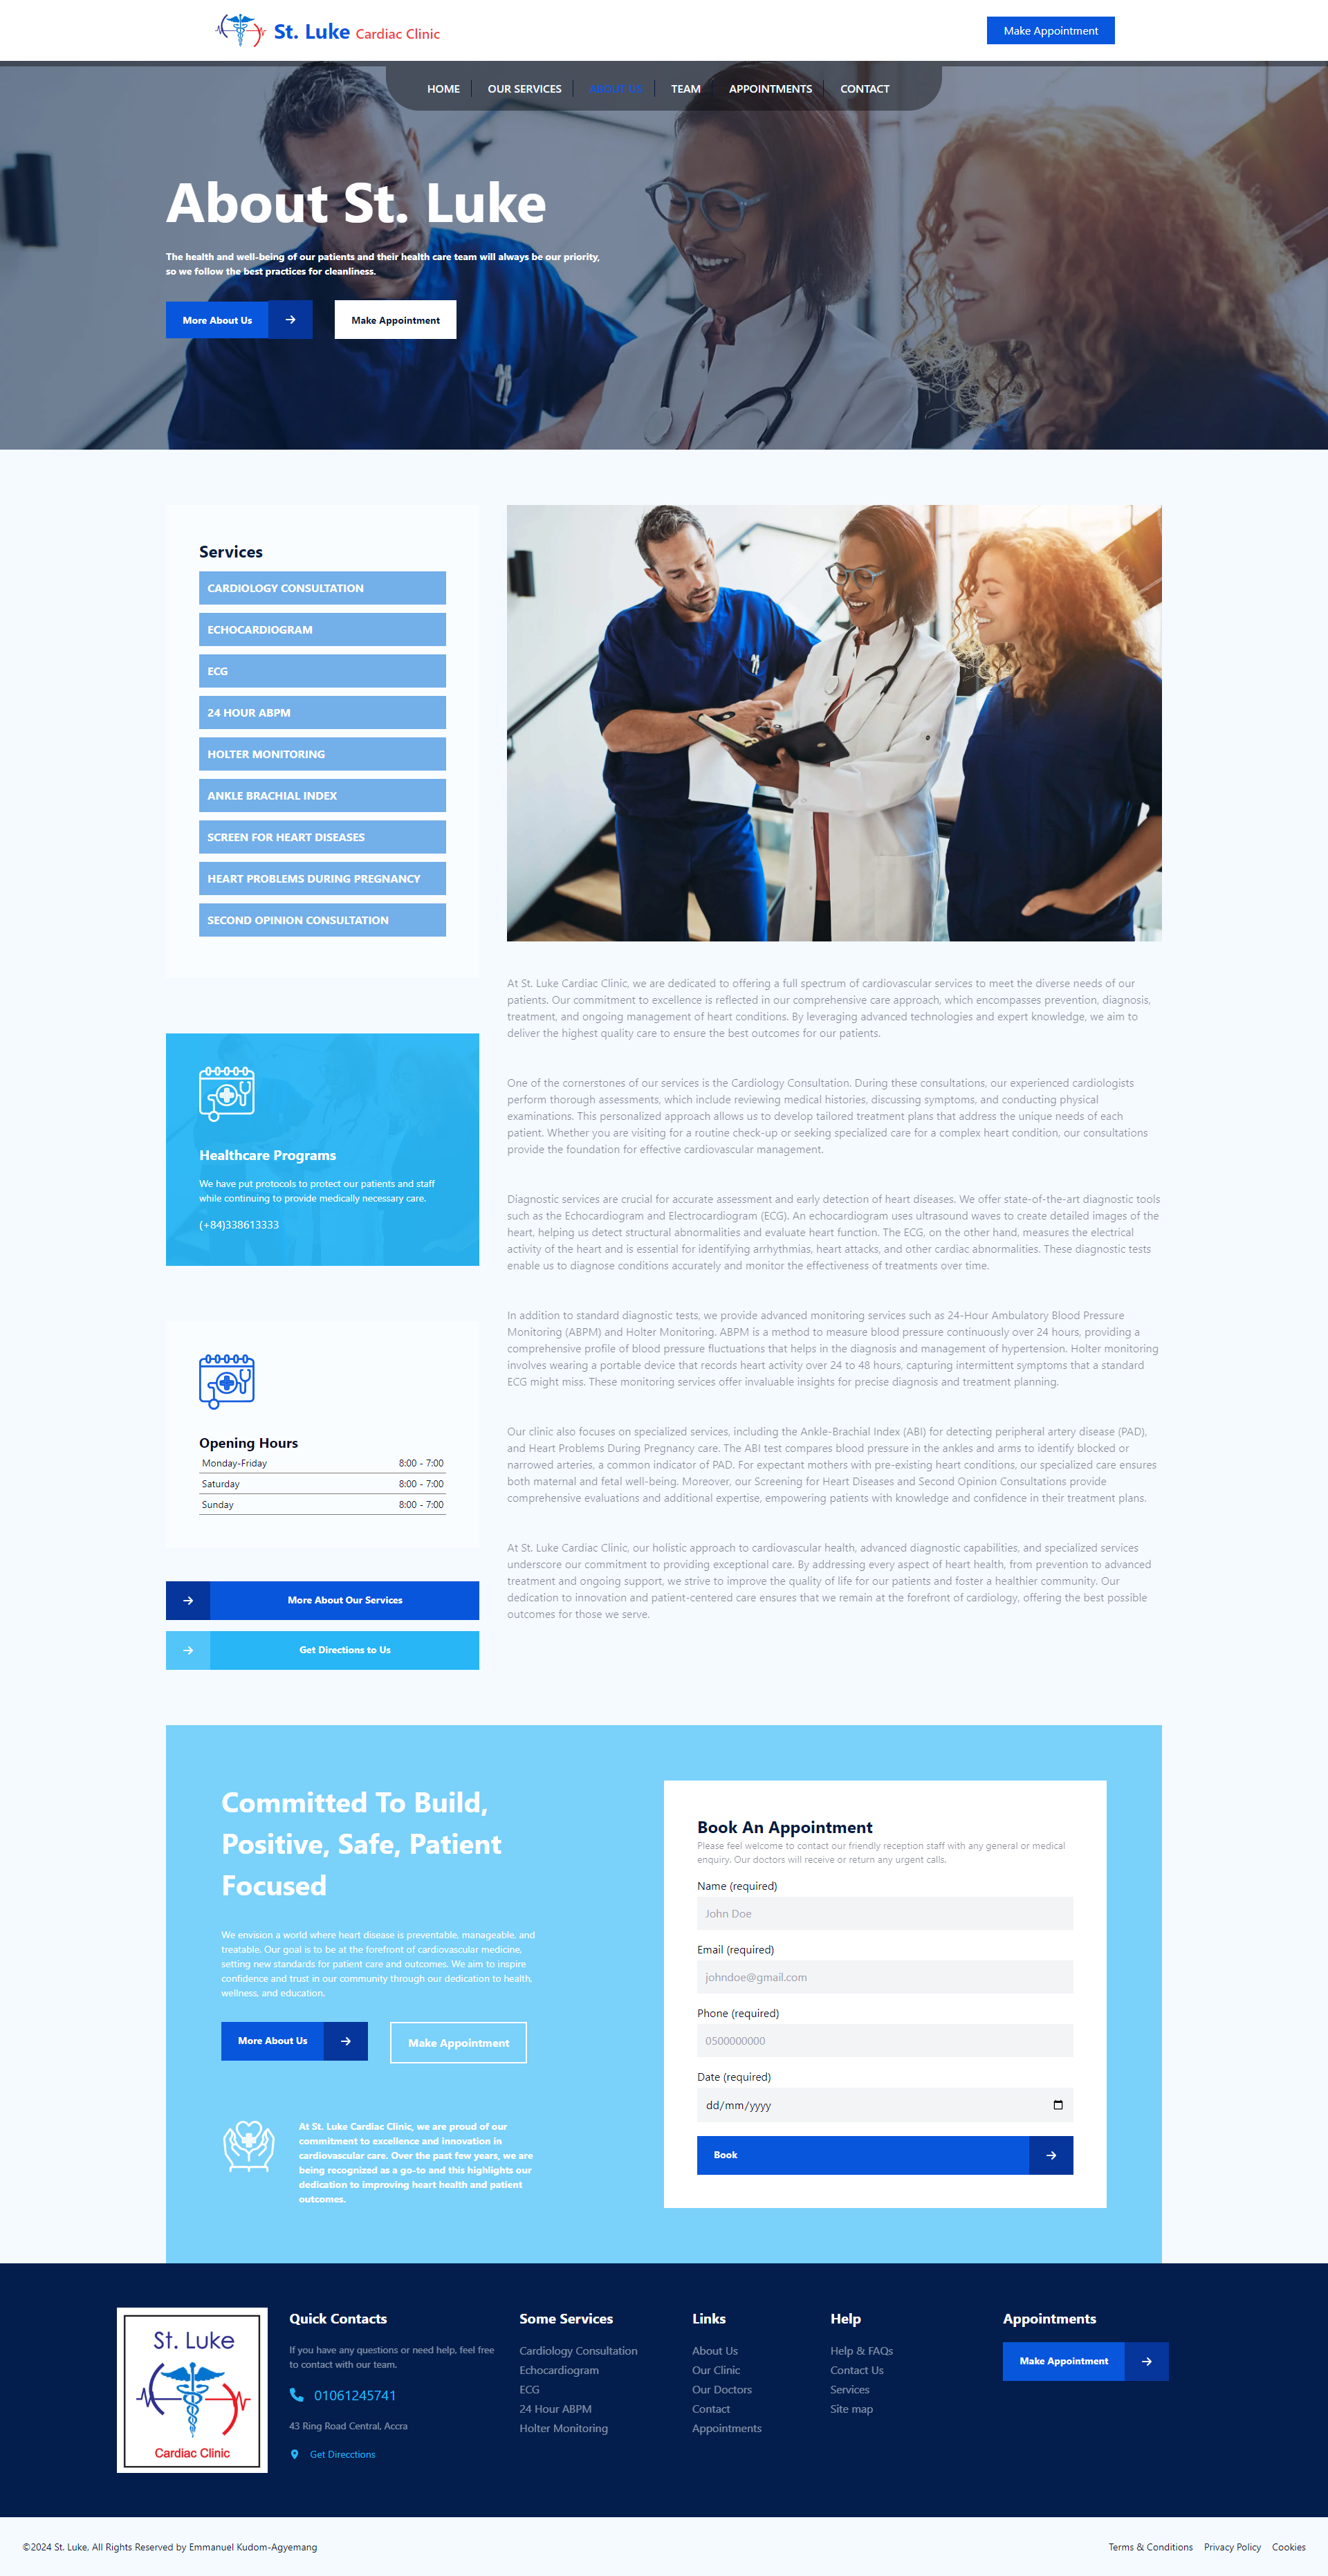 St. Luke Cardiac Clinic
Make Appointment
HOME
OUR SERVICES
ABOUT US
TEAM
APPOINTMENTS
CONTACT
About St. Luke
The health and well-being of our patients and their health care team will always be our priority,
so we follow the best practices for cleanliness.
More About Us
Make Appointment
Services
CARDIOLOGY CONSULTATION
ECHOCARDIOGRAM
ECG
24 HOUR ABPM
HOLTER MONITORING
ANKLE BRACHIAL INDEX
SCREEN FOR HEART DISEASES
HEART PROBLEMS DURING PREGNANCY
SECOND OPINION CONSULTATION
Healthcare Programs
We have put protocols to protect our patients and staff
while continuing to provide medically necessary care.
(+84)338613333
Opening Hours
Monday-Friday 8:00 - 7:00
Saturday 8:00 - 7:00
Sunday 8:00 - 7:00
More About Our Services
Get Directions to Us
At St. Luke Cardiac Clinic, we are dedicated to offering a full spectrum of cardiovascular services to meet the diverse needs of our
patients. Our commitment to excellence is reflected in our comprehensive care approach, which encompasses prevention, diagnosis,
treatment, and ongoing management of heart conditions. By leveraging advanced technologies and expert knowledge, we aim to
deliver the highest quality care to ensure the best outcomes for our patients.
One of the cornerstones of our services is the Cardiology Consultation. During these consultations, our experienced cardiologists
perform thorough assessments, which include reviewing medical histories, discussing symptoms, and conducting physical
examinations. This personalized approach allows us to develop tailored treatment plans that address the unique needs of each
patient. Whether you are visiting for a routine check-up or seeking specialized care for a complex heart condition, our consultations
provide the foundation for effective cardiovascular management.
Diagnostic services are crucial for accurate assessment and early detection of heart diseases. We offer state-of-the-art diagnostic tools
such as the Echocardiogram and Electrocardiogram (ECG). An echocardiogram uses ultrasound waves to create detailed images of the
heart, helping us detect structural abnormalities and evaluate heart function. The ECG, on the other hand, measures the electrical
activity of the heart and is essential for identifying arrhythmias, heart attacks, and other cardiac abnormalities. These diagnostic tests
enable us to diagnose conditions accurately and monitor the effectiveness of treatments over time.
In addition to standard diagnostic tests, we provide advanced monitoring services such as 24-Hour Ambulatory Blood Pressure
Monitoring (ABPM) and Holter Monitoring. ABPM is a method to measure blood pressure continuously over 24 hours, providing a
comprehensive profile of blood pressure fluctuations that helps in the diagnosis and management of hypertension. Holter monitoring
involves wearing a portable device that records heart activity over 24 to 48 hours, capturing intermittent symptoms that a standard
ECG might miss. These monitoring services offer invaluable insights for precise diagnosis and treatment planning.
Our clinic also focuses on specialized services, including the Ankle-Brachial Index (ABI) for detecting peripheral artery disease (PAD),
and Heart Problems During Pregnancy care. The ABI test compares blood pressure in the ankles and arms to identify blocked or
narrowed arteries, a common indicator of PAD. For expectant mothers with pre-existing heart conditions, our specialized care ensures
both maternal and fetal well-being. Moreover, our Screening for Heart Diseases and Second Opinion Consultations provide
comprehensive evaluations and additional expertise, empowering patients with knowledge and confidence in their treatment plans.
At St. Luke Cardiac Clinic, our holistic approach to cardiovascular health, advanced diagnostic capabilities, and specialized services
underscore our commitment to providing exceptional care. By addressing every aspect of heart health, from prevention to advanced
treatment and ongoing support, we strive to improve the quality of life for our patients and foster a healthier community. Our
dedication to innovation and patient-centered care ensures that we remain at the forefront of cardiology, offering the best possible
outcomes for those we serve.
Committed To Build,
Positive, Safe, Patient
Focused
We envision a world where heart disease is preventable, manageable, and
treatable. Our goal is to be at the forefront of cardiovascular medicine,
setting new standards for patient care and outcomes. We aim to inspire
confidence and trust in our community through our dedication to health,
wellness, and education.
More About Us
Make Appointment
At St. Luke Cardiac Clinic, we are proud of our
commitment to excellence and innovation in
cardiovascular care. Over the past few years, we are
being recognized as a go-to and this highlights our
dedication to improving heart health and patient
outcomes.
Book An Appointment
Please feel welcome to contact our friendly reception staff with any general or medical
enquiry. Our doctors will receive or return any urgent calls.
Name (required)
John Doe
Email (required)
johndoe@gmail.com
Phone (required)
0500000000
Date (required)
dd/mm/yyyy
Book
St. Luke
Cardiac Clinic
Quick Contacts
If you have any questions or need help, feel free
to contact with our team.
01061245741
43 Ring Road Central, Accra
Get Direcctions
Some Services
Cardiology Consultation
Echocardiogram
ECG
24 Hour ABPM
Holter Monitoring
Links
About Us
Our Clinic
Our Doctors
Contact
Appointments
Help
Help & FAQs
Contact Us
Services
Site map
Appointments
Make Appointment
©2024 St. Luke, All Rights Reserved by Emmanuel Kudom-Agyemang
Terms & Conditions Privacy Policy Cookies